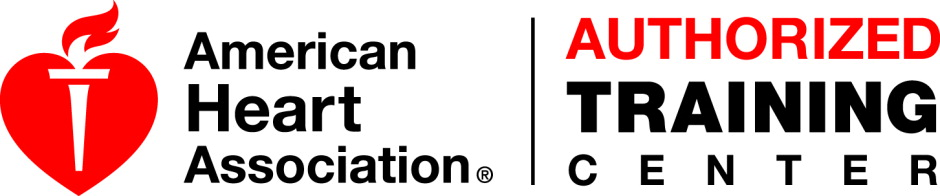 American
Heart
Association®
AUTHORIZED
TRAINING
CENTER